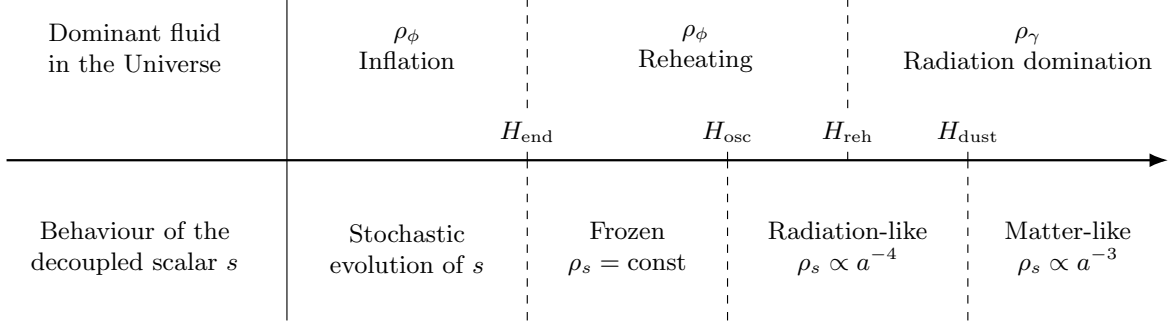 Dominant fluid
in the Universe
ρ_ϕ
Inflation
ρ_ϕ
Reheating
ρ_γ
Radiation domination
H_end
H_osc
H_reh
H_dust
Behaviour of the
decoupled scalar s
Stochastic
evolution of s
Frozen
ρ_s = const
Radiation-like
ρ_s ∝ a^{-4}
Matter-like
ρ_s ∝ a^{-3}